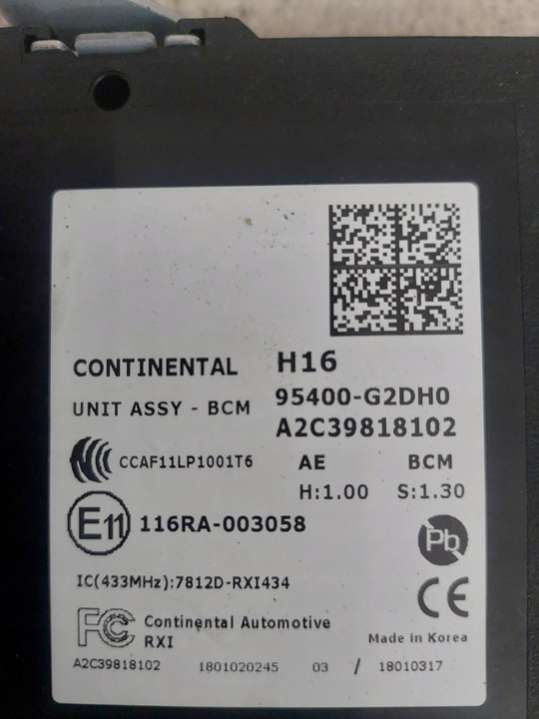 CONTINENTAL H16
UNIT ASSY - BCM 95400-G2DH0
A2C39818102
CCAF11LP1001T6 AE BCM
H:1.00 S:1.30
E11 116RA-003058
Pb
IC(433MHz):7812D-RXI434
CE
FC Continental Automotive
RXI Made in Korea
A2C39818102 1801020245 03 / 18010317